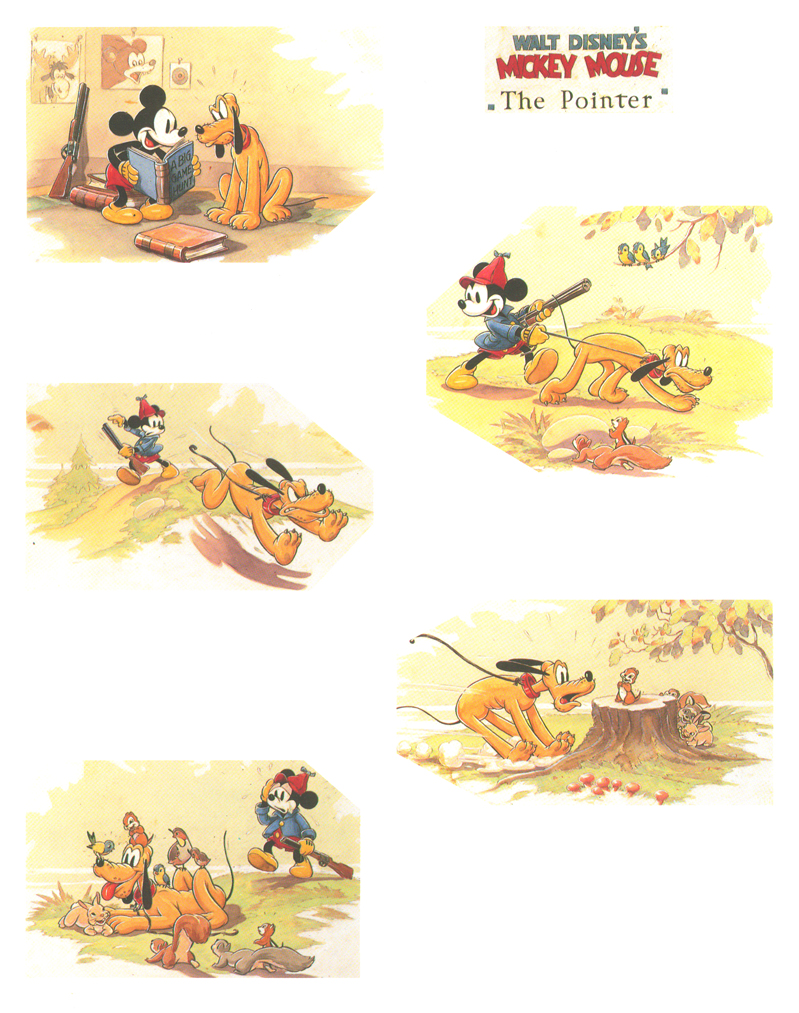 WALT DISNEY'S
MICKEY MOUSE
The Pointer
A BIG
GAME
HUNT